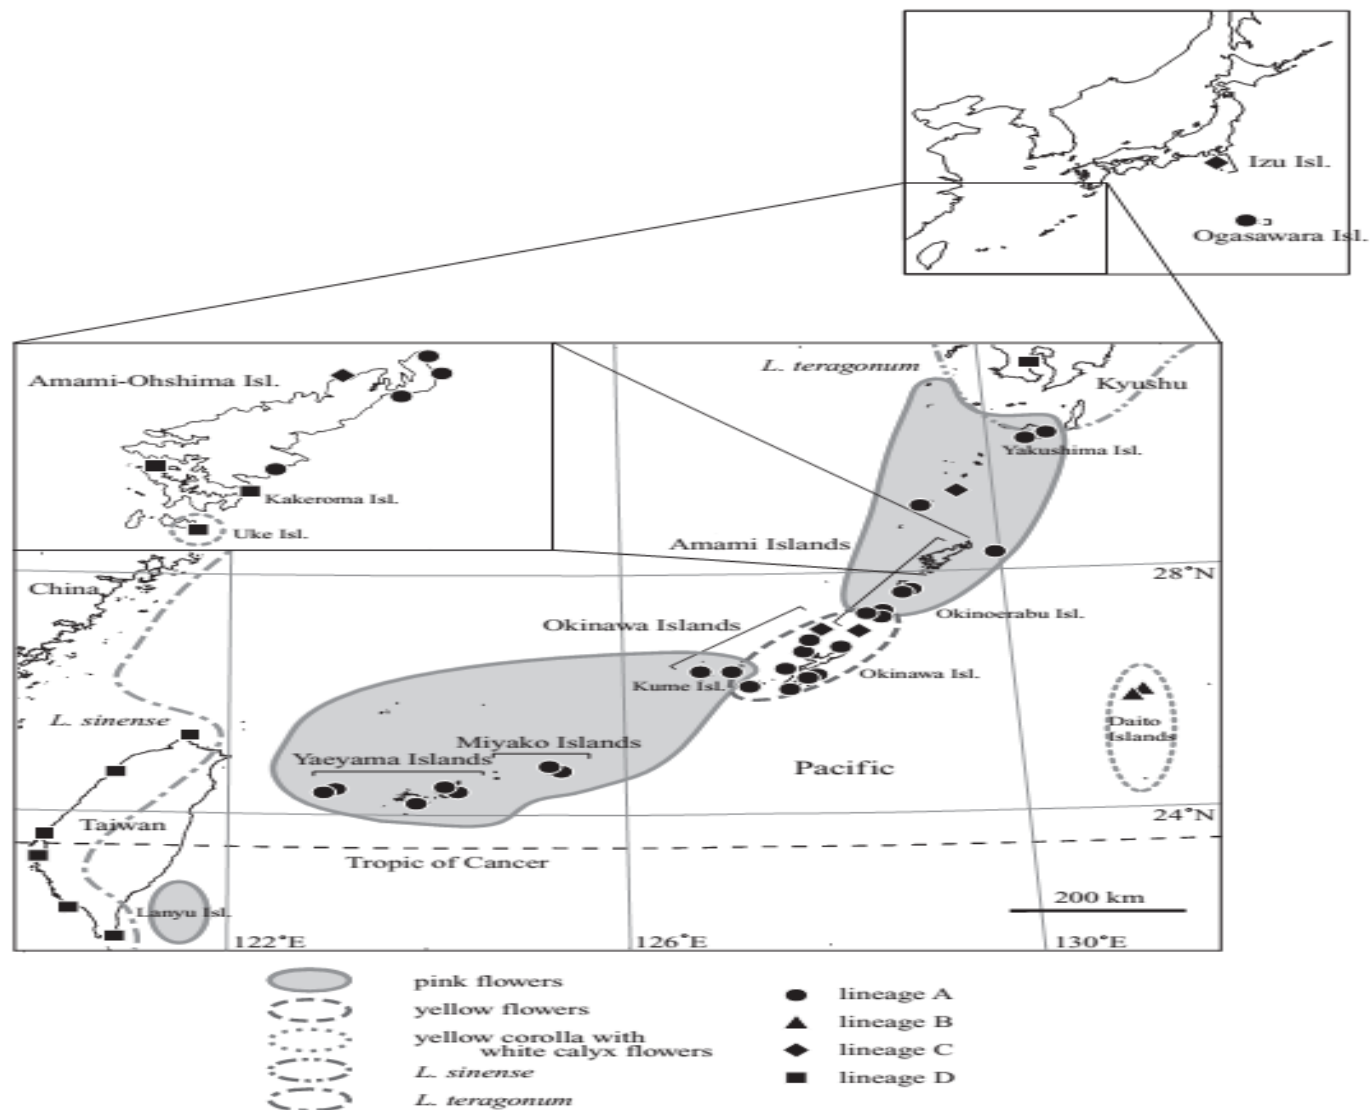 Izu Isl.
Ogasawara Isl.
Amami-Ohshima Isl.
Kakeroma Isl.
Uke Isl.
L. teragonum
Kyushu
Yakushima Isl.
Amami Islands
28°N
China
Okinawa Islands
Okinoerabu Isl.
Kume Isl.
Okinawa Isl.
L. sinense
Daito
Islands
Miyako Islands
Yaeyama Islands
Pacific
24°N
Taiwan
Tropic of Cancer
Lanyu Isl.
200 km
122°E
126°E
130°E
pink flowers
yellow flowers
yellow corolla with
white calyx flowers
L. sinense
L. teragonum
lineage A
lineage B
lineage C
lineage D